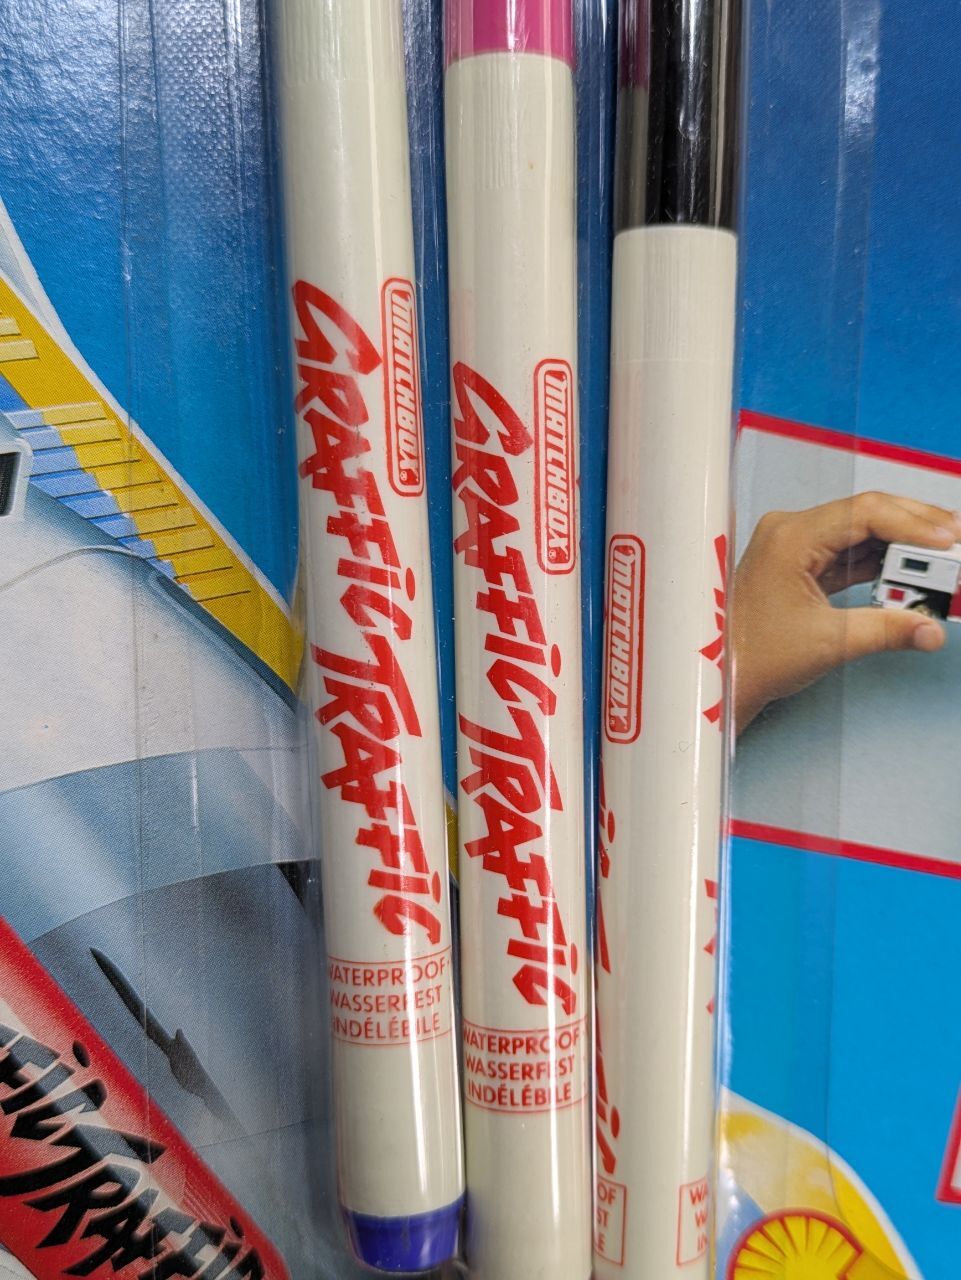 MATCHBOX
GRAFFIC TRAFFIC
WATERPROOF
WASSERFEST
INDÉLÉBILE
MATCHBOX
GRAFFIC TRAFFIC
WATERPROOF
WASSERFEST
INDÉLÉBILE
MATCHBOX